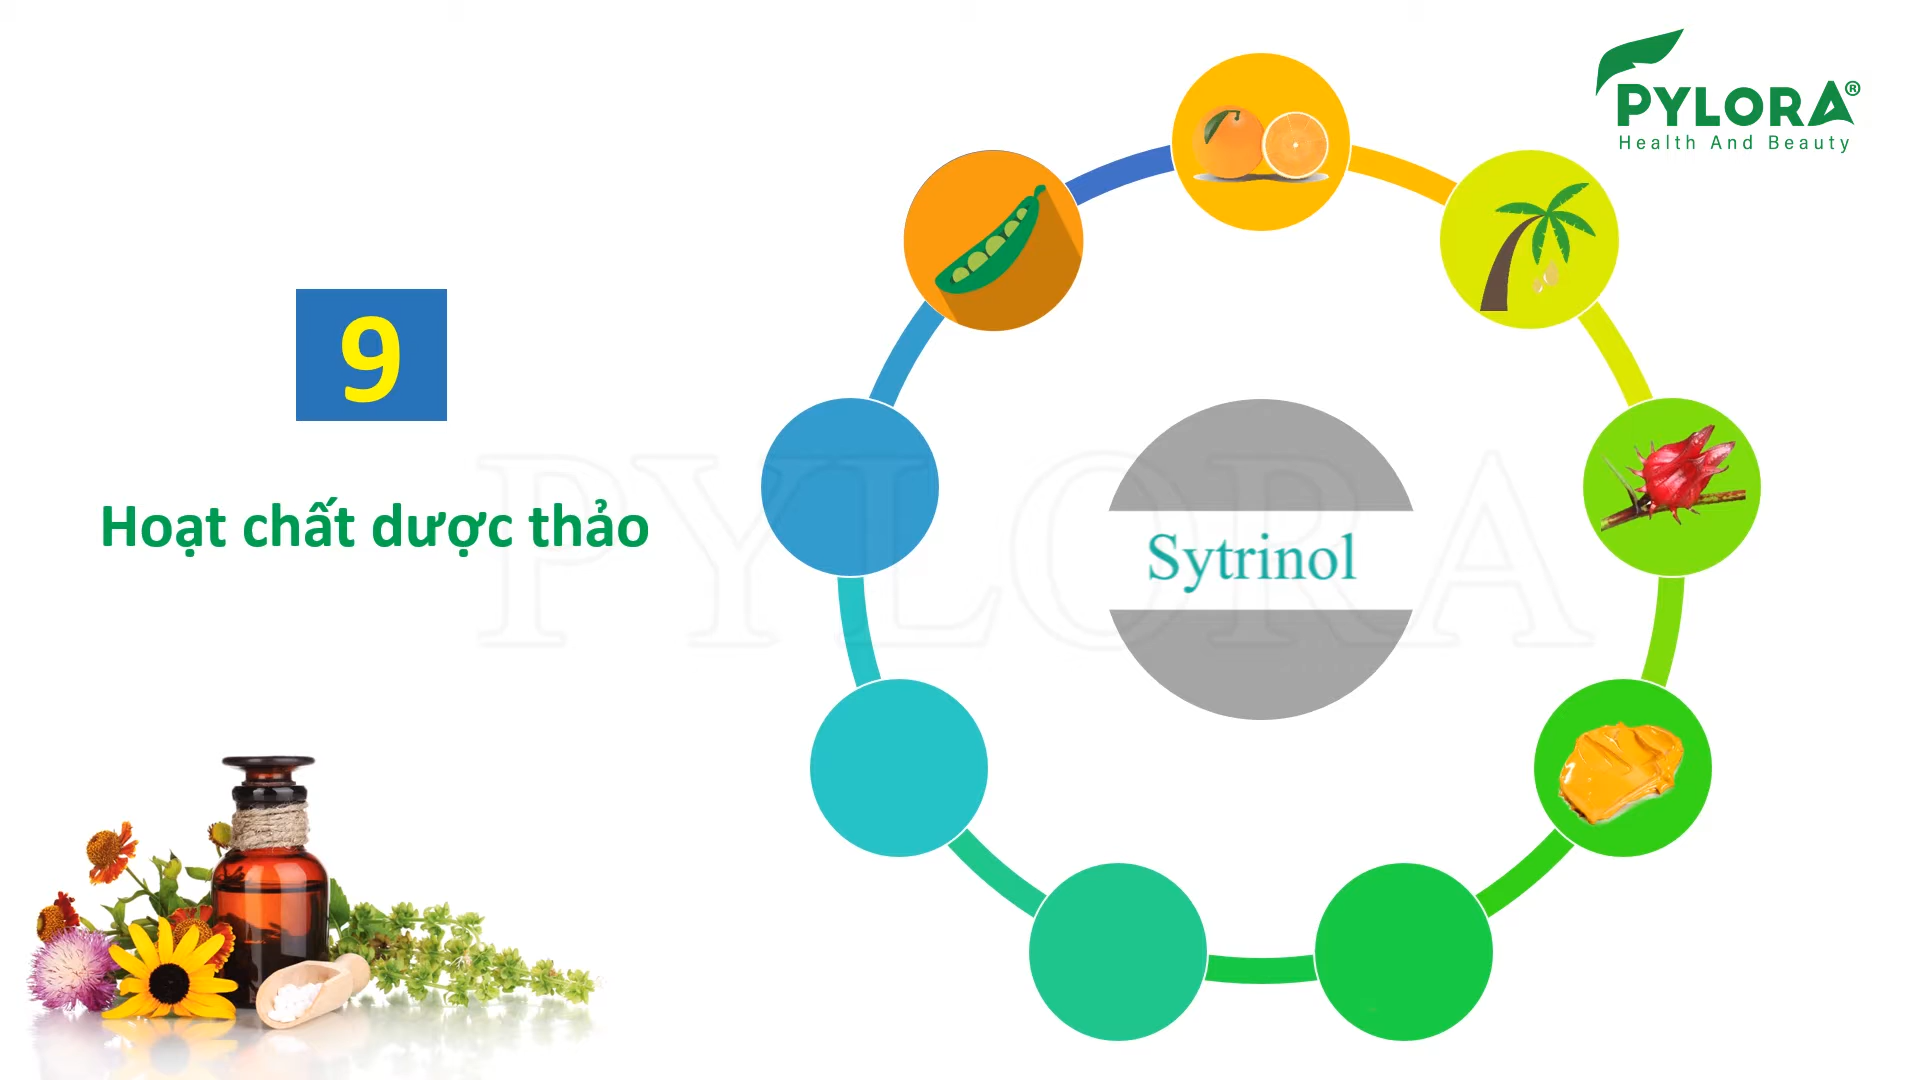 PYLORA®
Health And Beauty
9
Hoạt chất dược thảo
Sytrinol
PYLORA